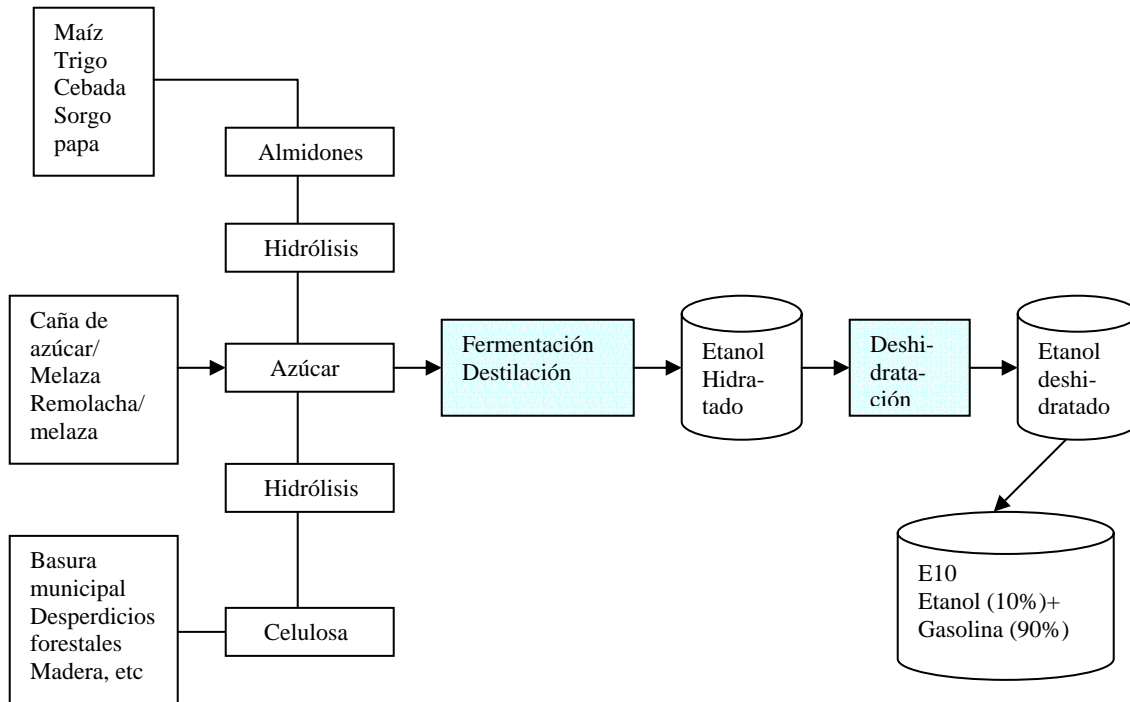 Maíz
Trigo
Cebada
Sorgo
papa
Almidones
Hidrólisis
Caña de
azúcar/
Melaza
Remolacha/
melaza
Azúcar
Fermentación
Destilación
Etanol
Hidra-
tado
Deshi-
drata-
ción
Etanol
deshi-
dratado
Hidrólisis
Basura
municipal
Desperdicios
forestales
Madera, etc
Celulosa
E10
Etanol (10%)+
Gasolina (90%)